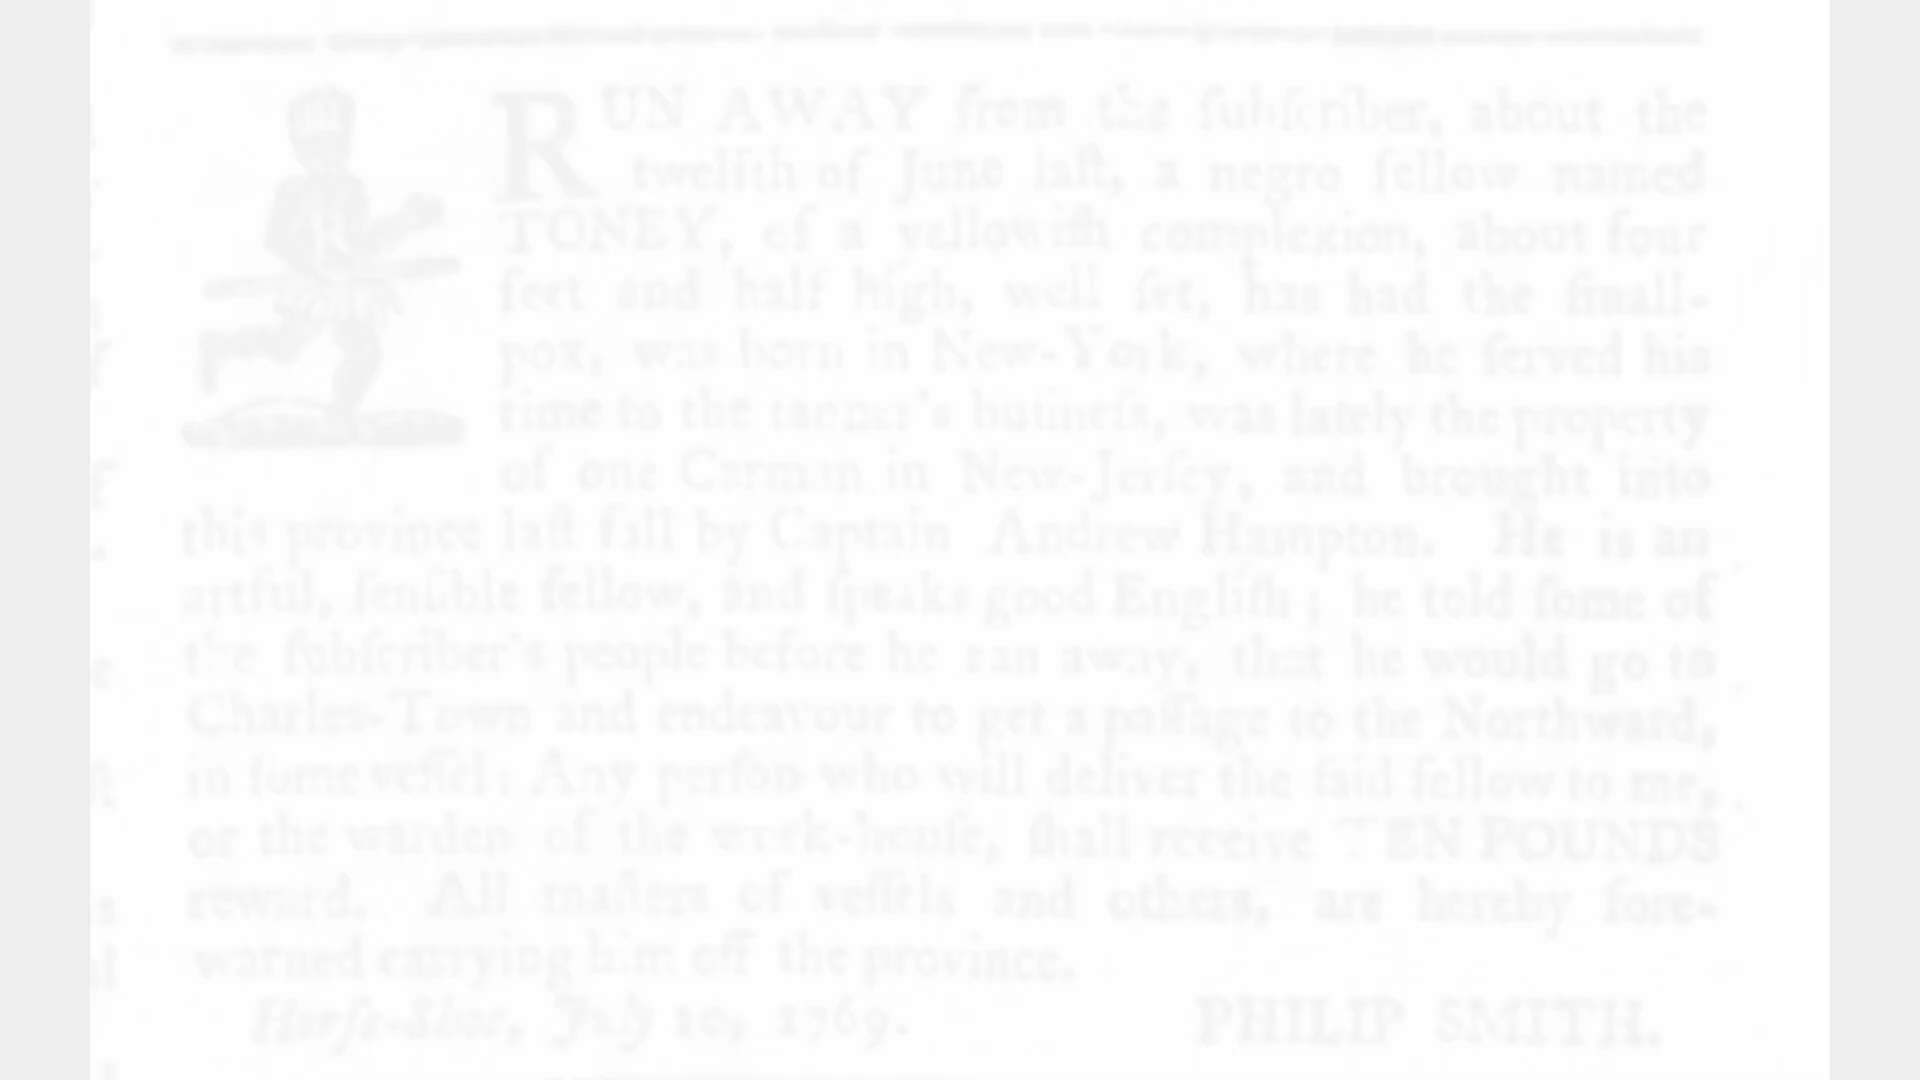 RUN AWAY from the ſubſcriber, about the
twelfth of June laſt, a negro fellow named
TONEY, of a yellowiſh complexion, about four
feet and half high, well ſet, has had the ſmall-
pox, was born in New-York, where he ſerved his
time to the tanner's buſineſs, was lately the property
of one Carman in New-Jerſey, and brought into
this province laſt fall by Captain Andrew Hampton. He is an
artful, ſenſible fellow, and ſpeaks good Engliſh; he told ſome of
the ſubſcriber's people before he ran away, that he would go to
Charles-Town and endeavour to get a paſſage to the Northward,
in ſome veſſel: Any perſon who will deliver the ſaid fellow to me,
or the warden of the work-houſe, ſhall receive TEN POUNDS
reward. All maſters of veſſels and others, are hereby fore-
warned carrying him off the province.
Horſe-Shoe, July 10, 1769. PHILIP SMITH.